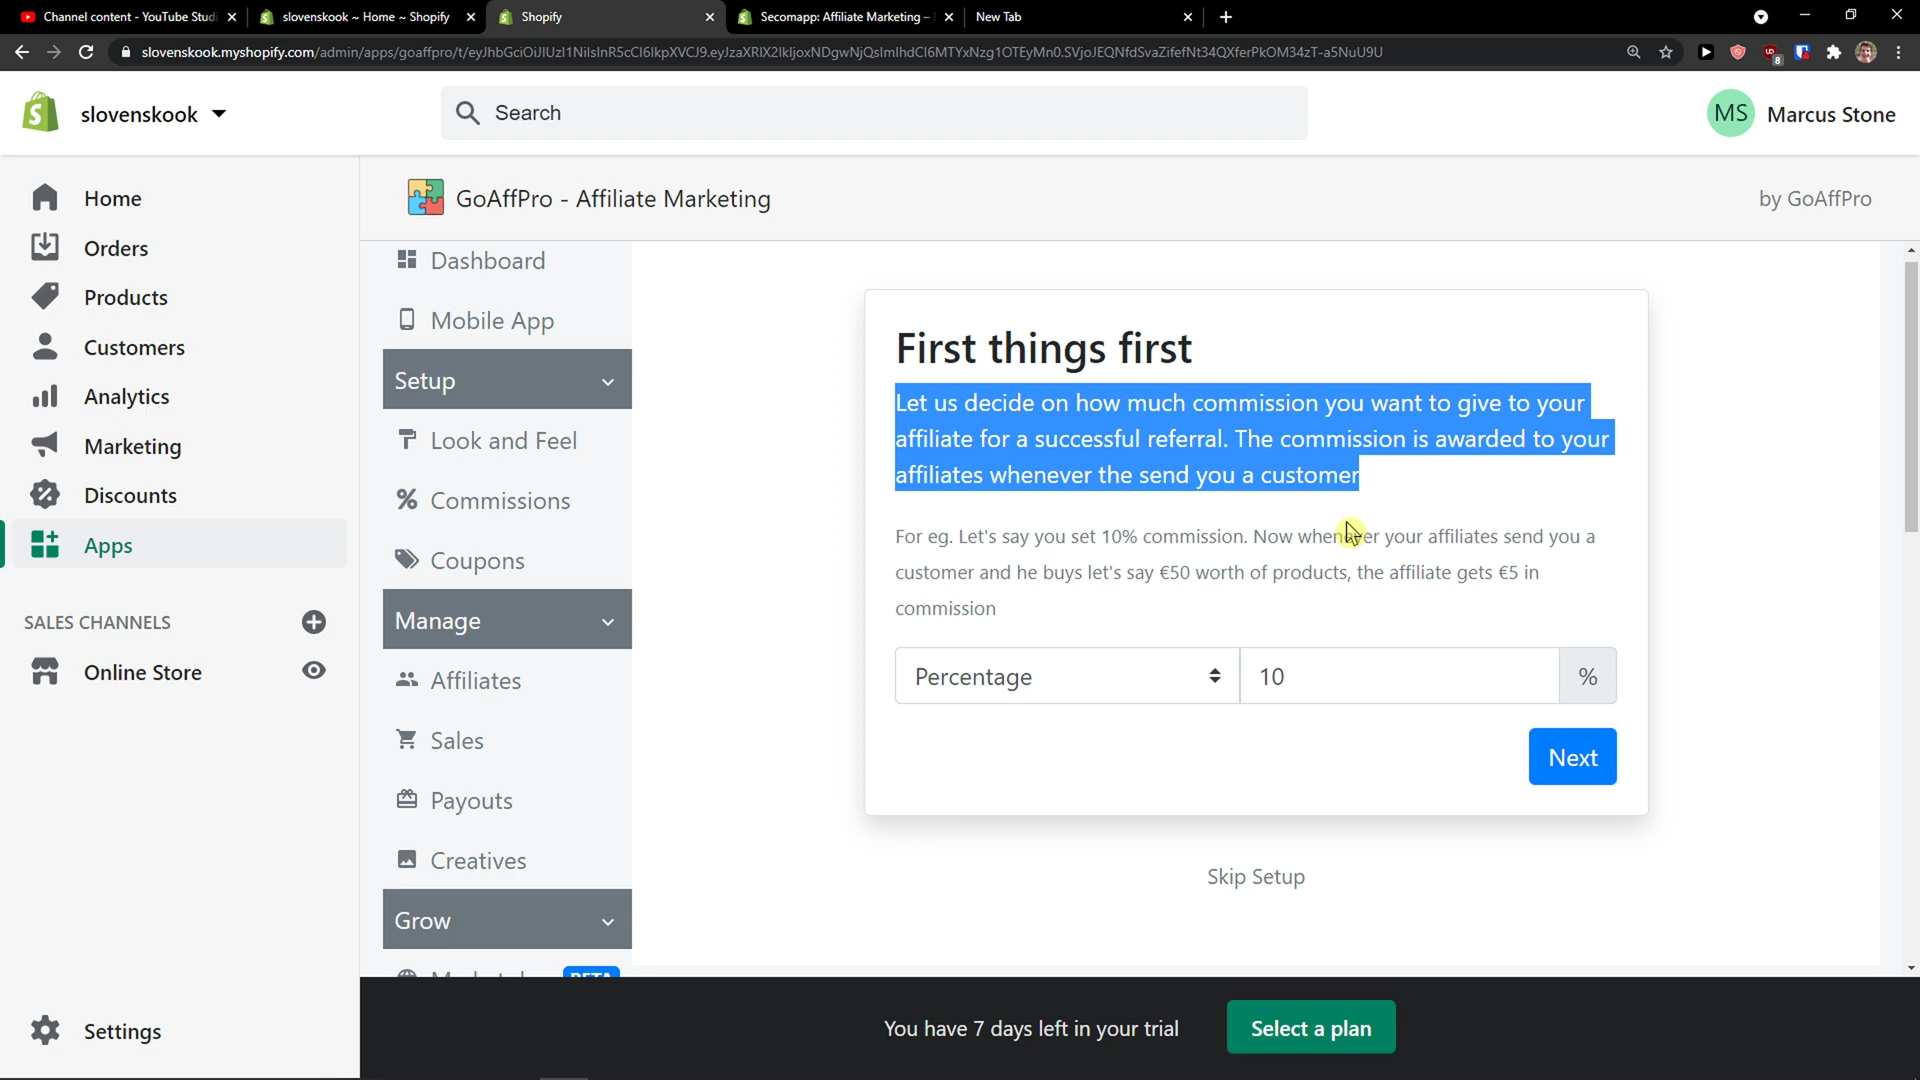 Channel content - YouTube Studi
slovenskook ~ Home ~ Shopify
Shopify
Secomapp: Affiliate Marketing –
New Tab
slovenskook.myshopify.com/admin/apps/goaffpro/t/
8
slovenskook
Search
MS
Marcus Stone
Home
Orders
Products
Customers
Analytics
Marketing
Discounts
Apps
SALES CHANNELS
Online Store
Settings
GoAffPro - Affiliate Marketing
by GoAffPro
Dashboard
Mobile App
Setup
Look and Feel
Commissions
Coupons
Manage
Affiliates
Sales
Payouts
Creatives
Grow
BETA
First things first
Let us decide on how much commission you want to give to your
affiliate for a successful referral. The commission is awarded to your
affiliates whenever the send you a customer
For eg. Let's say you set 10% commission. Now whenever your affiliates send you a
customer and he buys let's say €50 worth of products, the affiliate gets €5 in
commission
Percentage
10
%
Next
Skip Setup
You have 7 days left in your trial
Select a plan